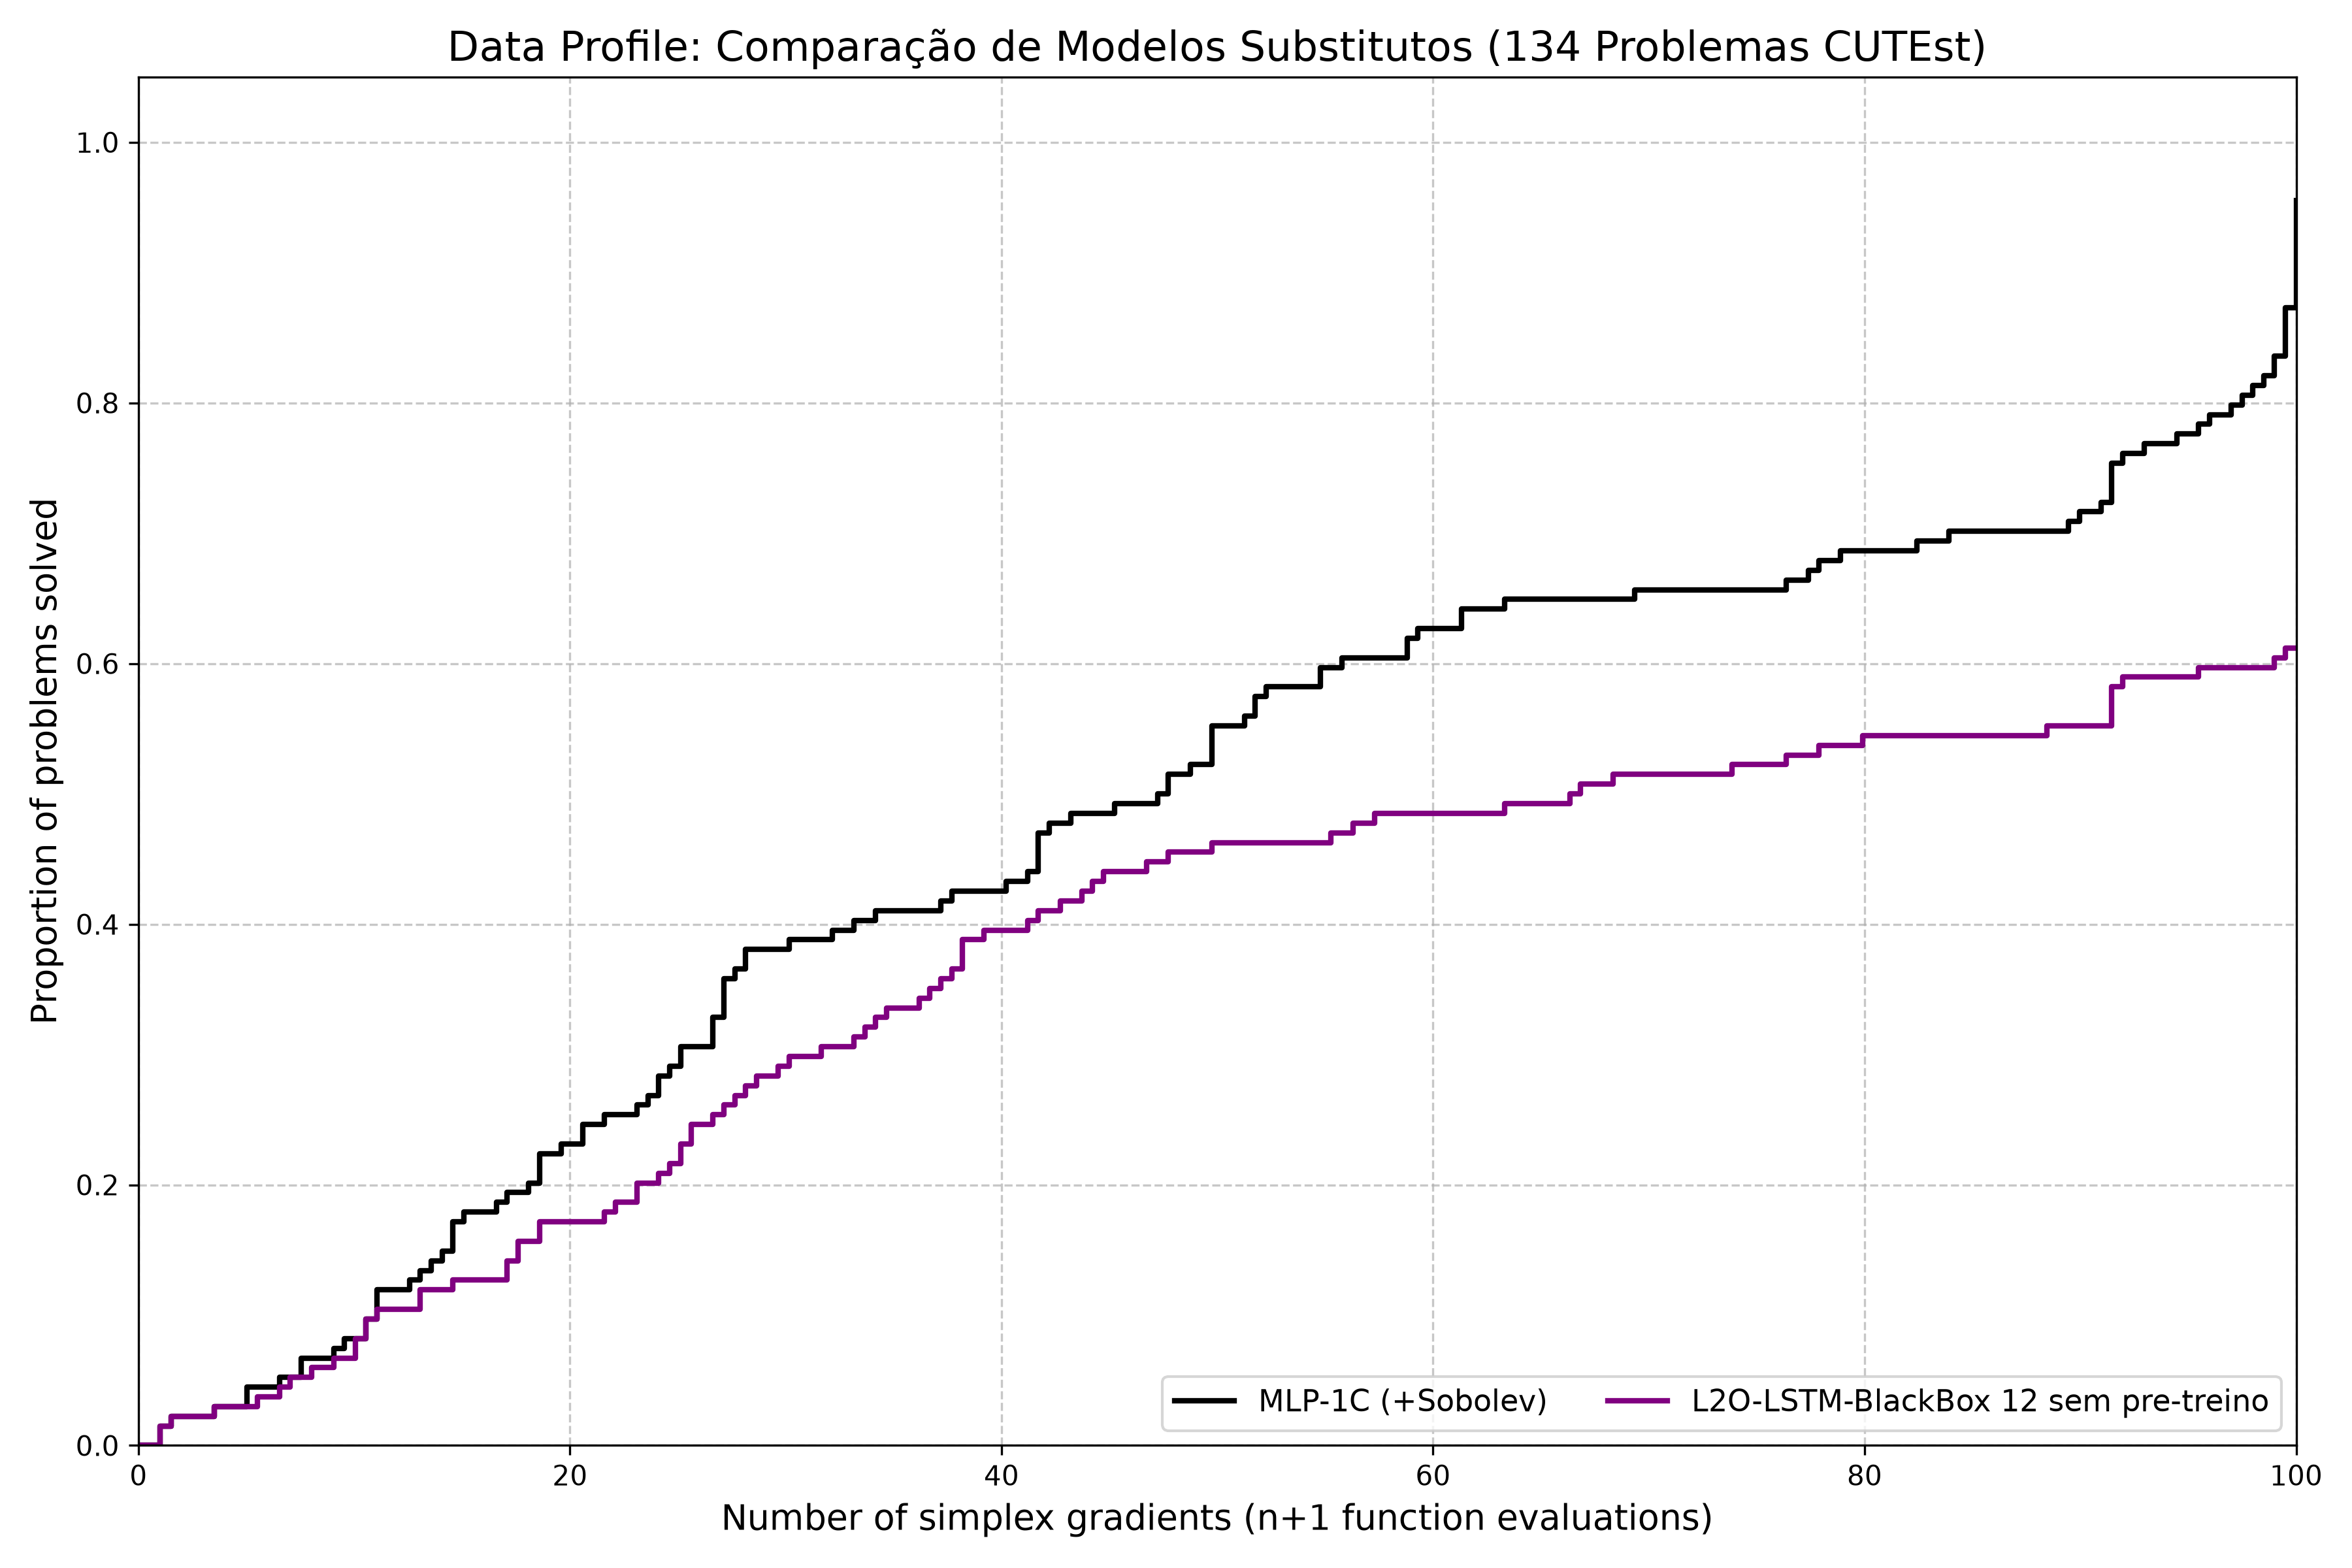 Data Profile: Comparação de Modelos Substitutos (134 Problemas CUTEst)
1.0
0.8
0.6
0.4
0.2
0.0
Proportion of problems solved
0 20 40 60 80 100
Number of simplex gradients (n+1 function evaluations)
MLP-1C (+Sobolev) L2O-LSTM-BlackBox 12 sem pre-treino